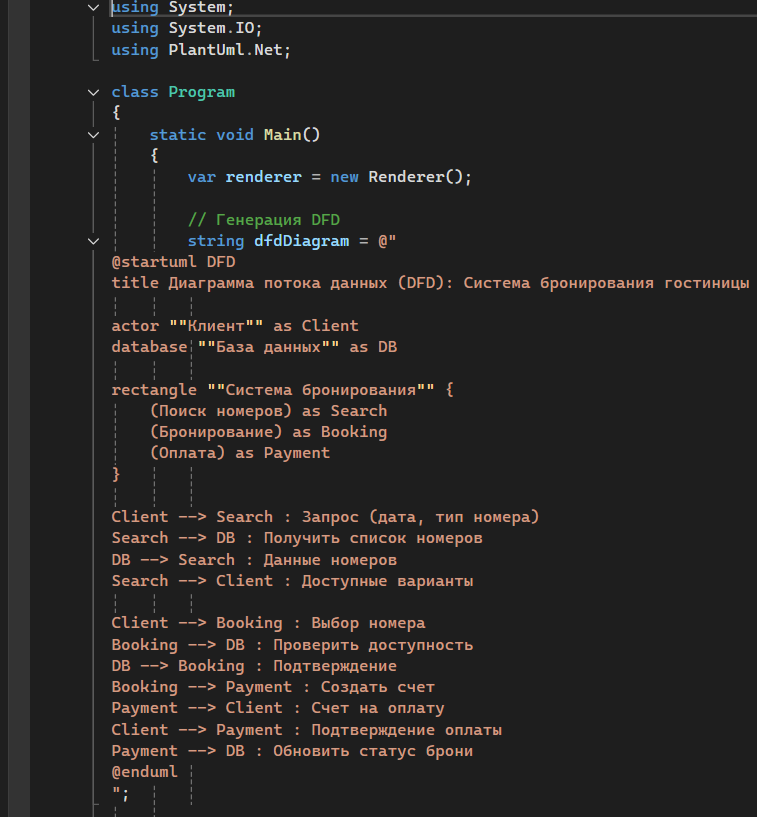 using System;
using System.IO;
using PlantUml.Net;
class Program
{
static void Main()
{
var renderer = new Renderer();
// Генерация DFD
string dfdDiagram = @"
@startuml DFD
title Диаграмма потока данных (DFD): Система бронирования гостиницы
actor ""Клиент"" as Client
database ""База данных"" as DB
rectangle ""Система бронирования"" {
(Поиск номеров) as Search
(Бронирование) as Booking
(Оплата) as Payment
}
Client --> Search : Запрос (дата, тип номера)
Search --> DB : Получить список номеров
DB --> Search : Данные номеров
Search --> Client : Доступные варианты
Client --> Booking : Выбор номера
Booking --> DB : Проверить доступность
DB --> Booking : Подтверждение
Booking --> Payment : Создать счет
Payment --> Client : Счет на оплату
Client --> Payment : Подтверждение оплаты
Payment --> DB : Обновить статус брони
@enduml
";